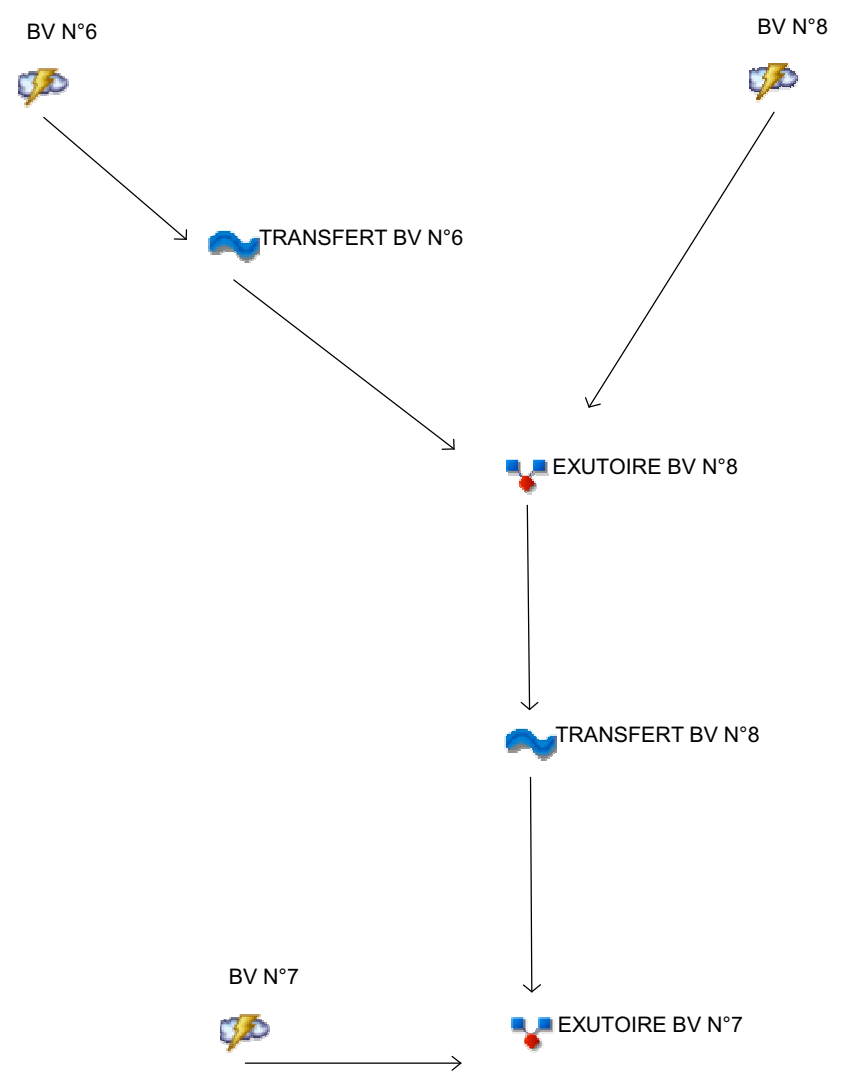 BV N°6
BV N°8
TRANSFERT BV N°6
EXUTOIRE BV N°8
TRANSFERT BV N°8
BV N°7
EXUTOIRE BV N°7